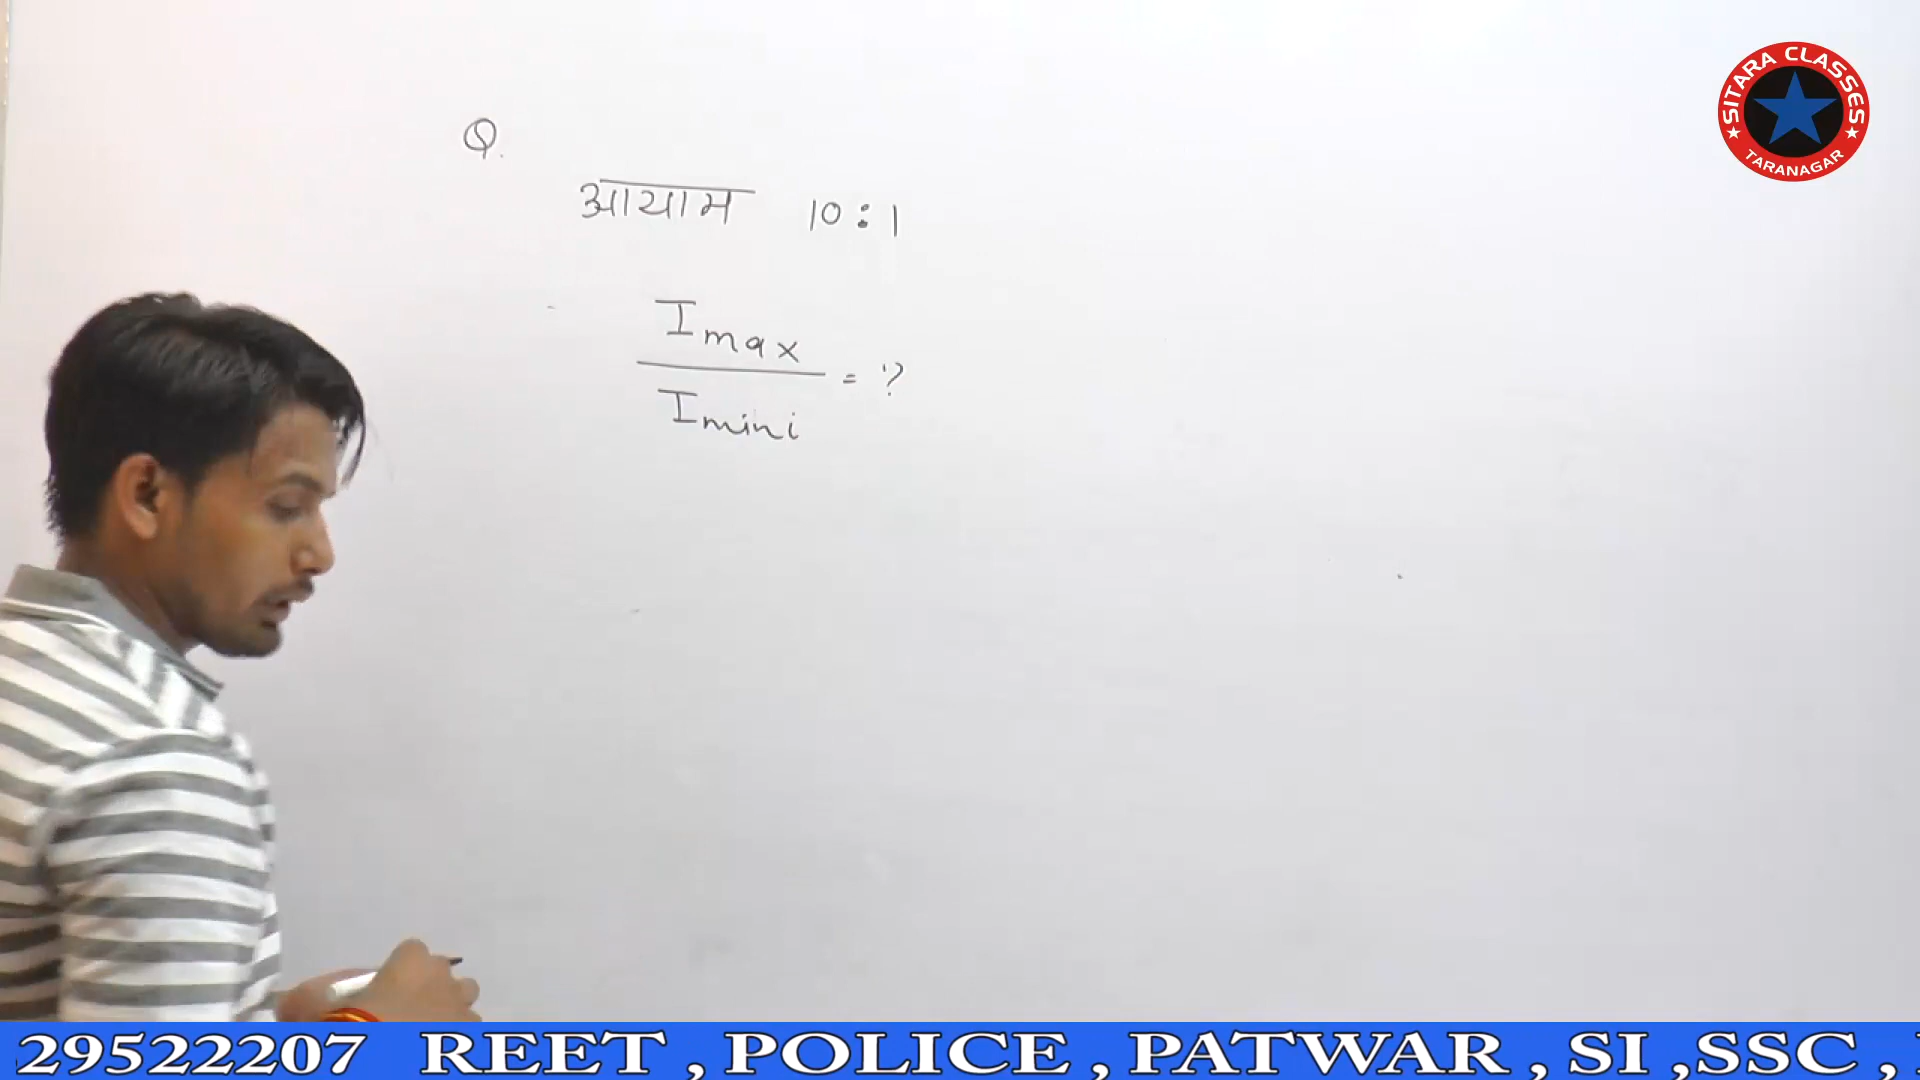 SITARA CLASSES
TARANAGAR
Q.
आयाम 10:1
Imax
Imini
= ?
29522207 REET , POLICE , PATWAR , SI ,SSC ,